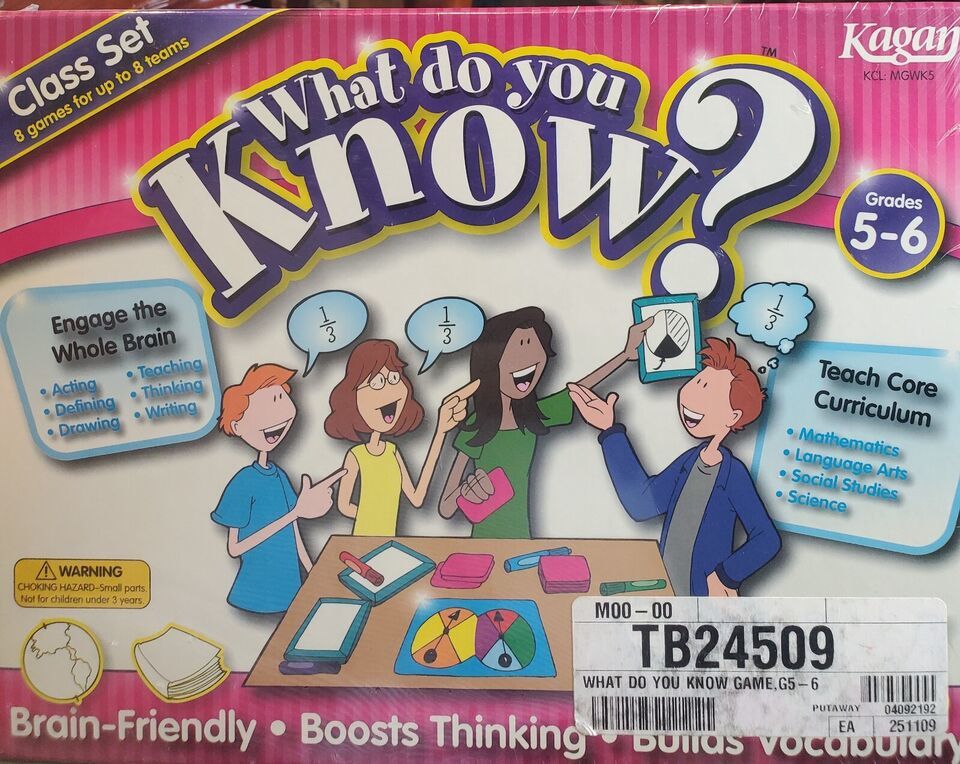 Class Set
8 games for up to 8 teams
What do you
Know?
™
Kagan
KCL: MGWK5
Grades
5-6
Engage the
Whole Brain
• Acting
• Defining
• Drawing
• Teaching
• Thinking
• Writing
1/3
1/3
1/3
Teach Core
Curriculum
• Mathematics
• Language Arts
• Social Studies
• Science
WARNING
CHOKING HAZARD-Small parts.
Not for children under 3 years.
M00-00
TB24509
WHAT DO YOU KNOW GAME,G5-6
PUTAWAY 04092192
EA 251109
Brain-Friendly • Boosts Thinking • Builds Vocabulary